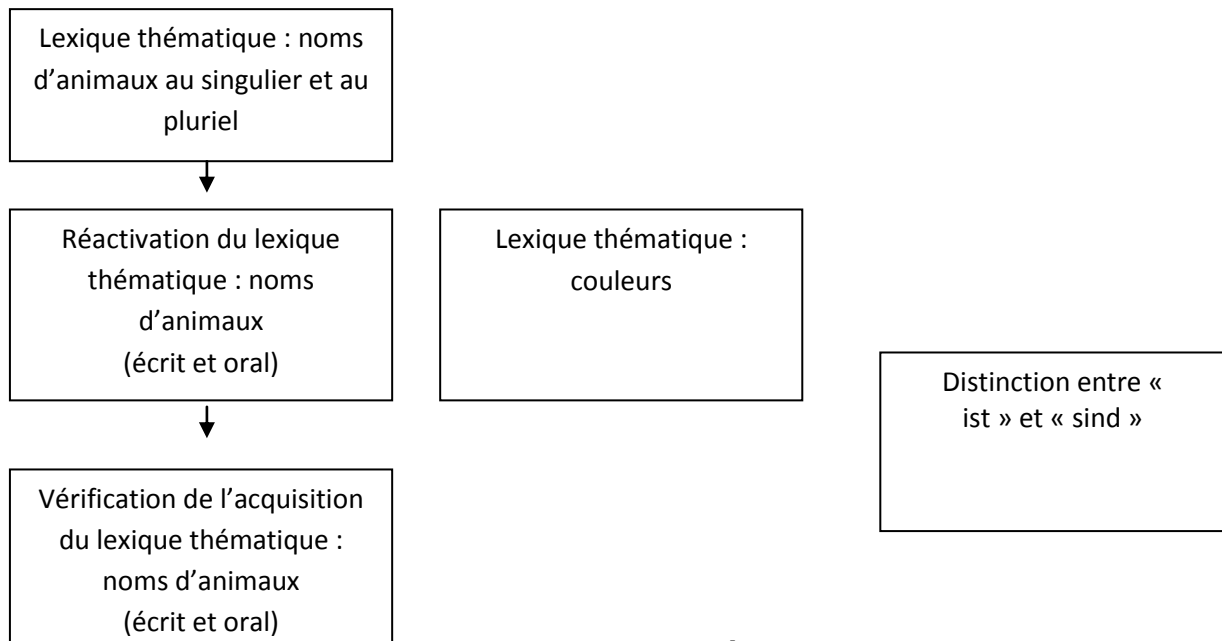 Lexique thématique : noms
d’animaux au singulier et au
pluriel
Réactivation du lexique
thématique : noms
d’animaux
(écrit et oral)
Lexique thématique :
couleurs
Distinction entre «
ist » et « sind »
Vérification de l’acquisition
du lexique thématique :
noms d’animaux
(écrit et oral)